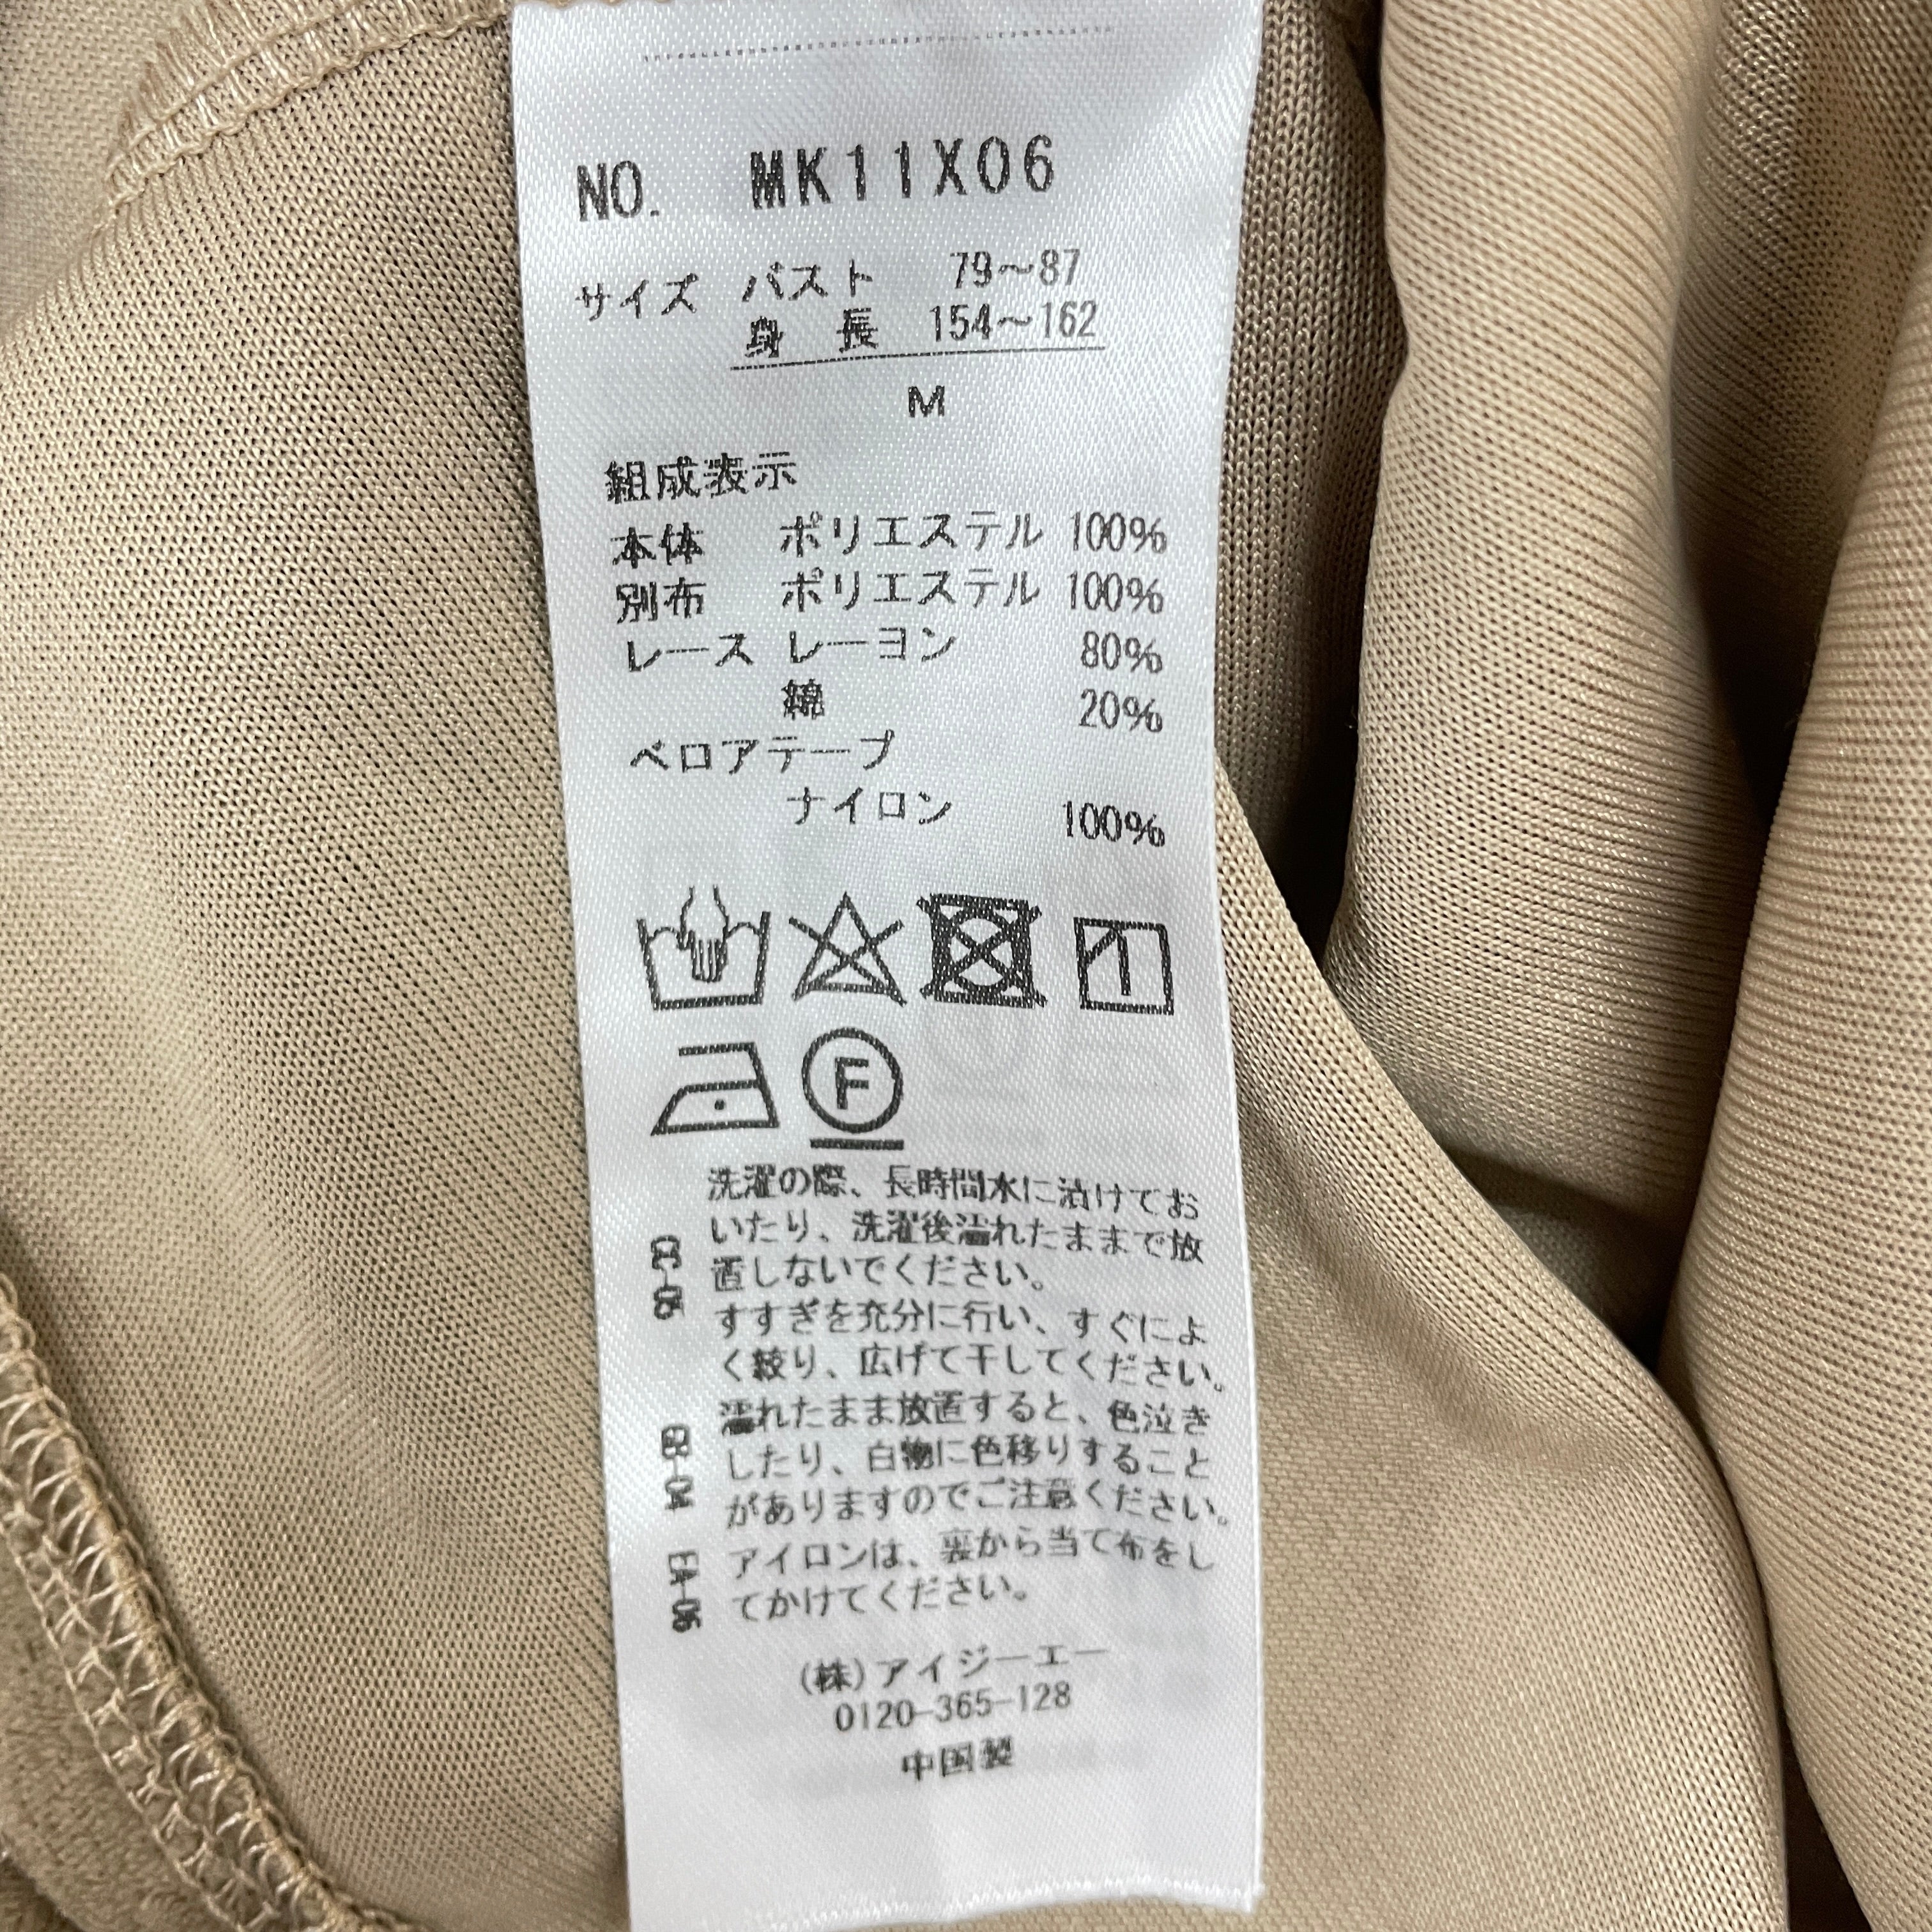 NO. MK11X06
サイズ バスト 79～87
身長 154～162
M
組成表示
本体 ポリエステル 100%
別布 ポリエステル 100%
レース レーヨン 80%
綿 20%
ベロアテープ
ナイロン 100%
F
洗濯の際、長時間水に漬けてお
いたり、洗濯後濡れたままで放
置しないでください。
すすぎを充分に行い、すぐによ
く絞り、広げて干してください。
濡れたまま放置すると、色泣き
したり、白物に色移りすること
がありますのでご注意ください。
アイロンは、裏から当て布をし
てかけてください。
(株)アイジーエー
0120-365-128
中国製